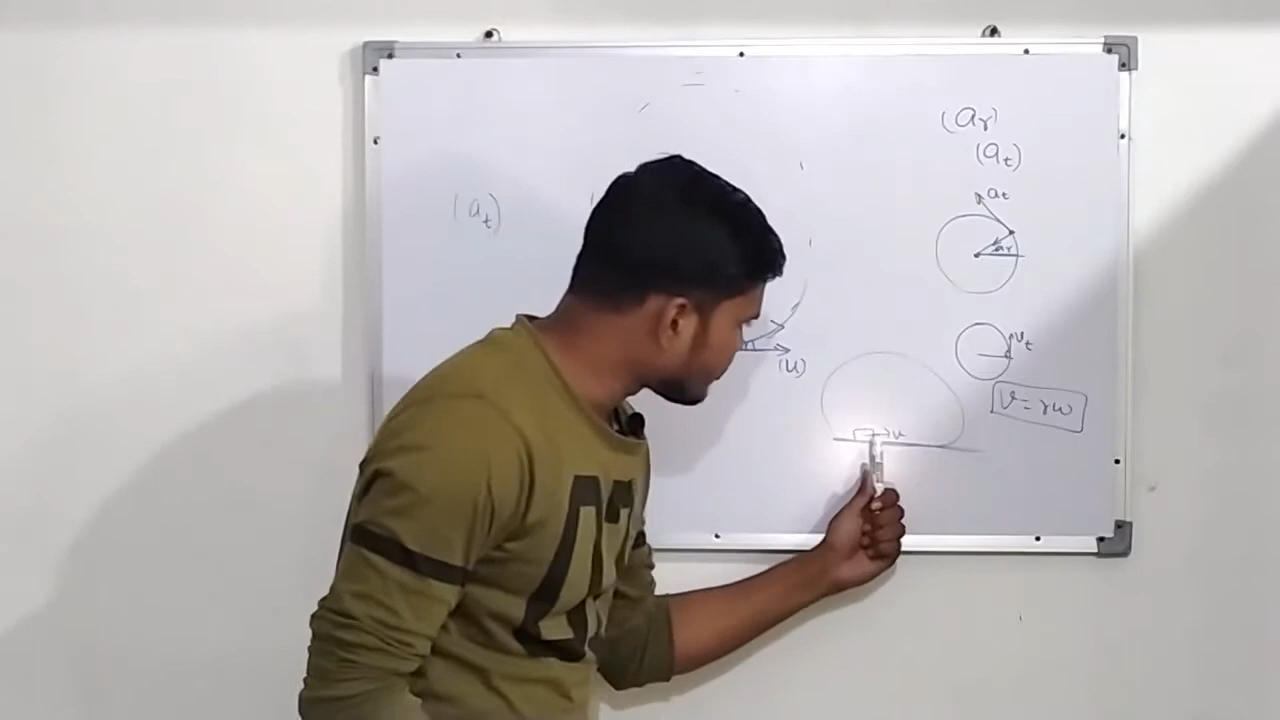 (a_r)
(a_t)
a_t
(a_t)
a_r
v_t
(u)
V = rω
v